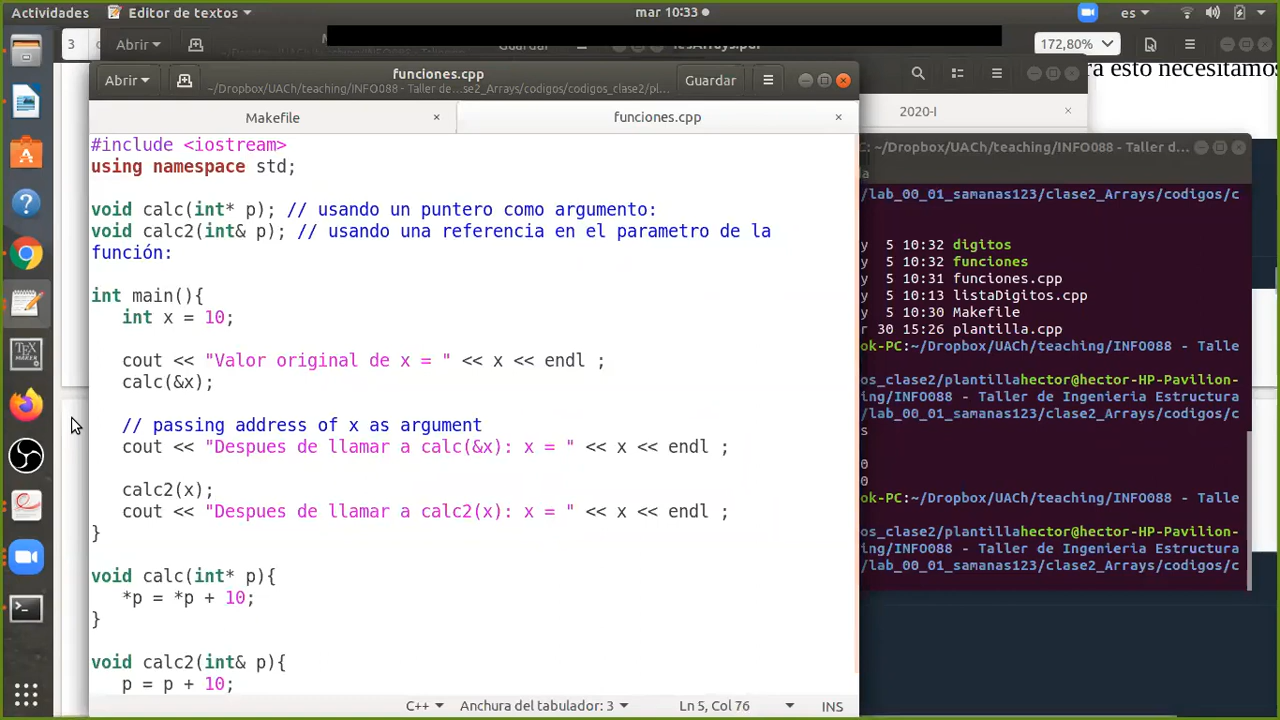 Actividades
Editor de textos
mar 10:33
es
3
Abrir
172,80%
Abrir
funciones.cpp
~/Dropbox/UACh/teaching/INFO088 - Taller de…se2_Arrays/codigos/codigos_clase2/pl…
Guardar
2020-I
Makefile
funciones.cpp
#include <iostream>
using namespace std;
void calc(int* p); // usando un puntero como argumento:
void calc2(int& p); // usando una referencia en el parametro de la
función:
int main(){
int x = 10;
cout << "Valor original de x = " << x << endl ;
calc(&x);
// passing address of x as argument
cout << "Despues de llamar a calc(&x): x = " << x << endl ;
calc2(x);
cout << "Despues de llamar a calc2(x): x = " << x << endl ;
}
void calc(int* p){
*p = *p + 10;
}
void calc2(int& p){
p = p + 10;
C++
Anchura del tabulador: 3
Ln 5, Col 76
INS
ra esto necesitamos
C: ~/Dropbox/UACh/teaching/INFO088 - Taller d…
/lab_00_01_samanas123/clase2_Arrays/codigos/c
y 5 10:32 digitos
y 5 10:32 funciones
y 5 10:31 funciones.cpp
y 5 10:13 listaDigitos.cpp
y 5 10:30 Makefile
r 30 15:26 plantilla.cpp
ok-PC:~/Dropbox/UACh/teaching/INFO088 - Talle
os_clase2/plantillahector@hector-HP-Pavilion-
ing/INFO088 - Taller de Ingenieria Estructura
/lab_00_01_samanas123/clase2_Arrays/codigos/c
s
0
0
ok-PC:~/Dropbox/UACh/teaching/INFO088 - Talle
os_clase2/plantillahector@hector-HP-Pavilion-
ing/INFO088 - Taller de Ingenieria Estructura
/lab_00_01_samanas123/clase2_Arrays/codigos/c